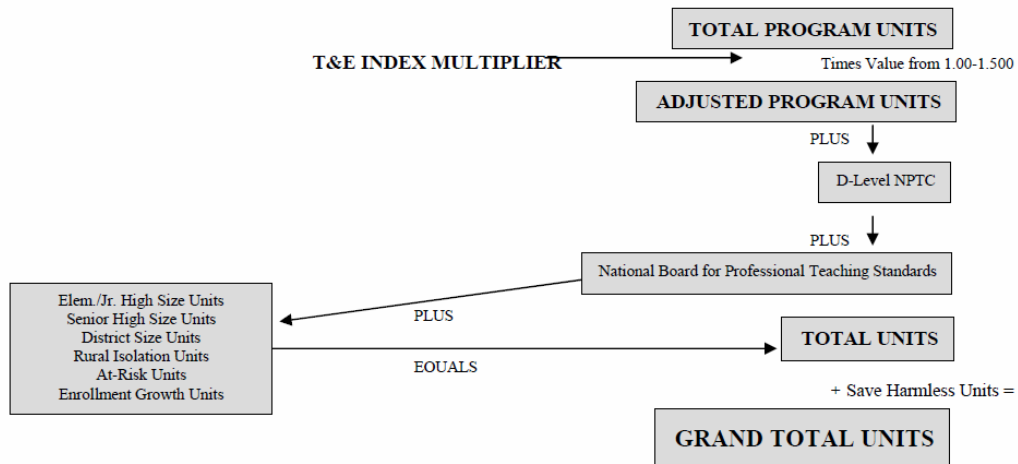 TOTAL PROGRAM UNITS
T&E INDEX MULTIPLIER
Times Value from 1.00-1.500
ADJUSTED PROGRAM UNITS
PLUS
D-Level NPTC
PLUS
National Board for Professional Teaching Standards
PLUS
Elem./Jr. High Size Units
Senior High Size Units
District Size Units
Rural Isolation Units
At-Risk Units
Enrollment Growth Units
EQUALS
TOTAL UNITS
+ Save Harmless Units =
GRAND TOTAL UNITS